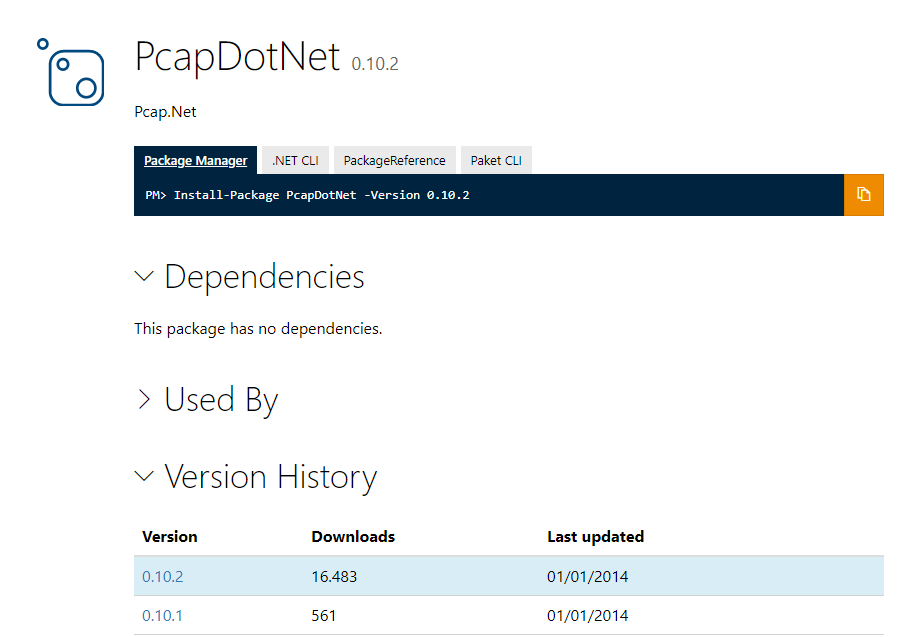 PcapDotNet 0.10.2
Pcap.Net
Package Manager .NET CLI PackageReference Paket CLI
PM> Install-Package PcapDotNet -Version 0.10.2
Dependencies
This package has no dependencies.
Used By
Version History
Version Downloads Last updated
0.10.2 16.483 01/01/2014
0.10.1 561 01/01/2014